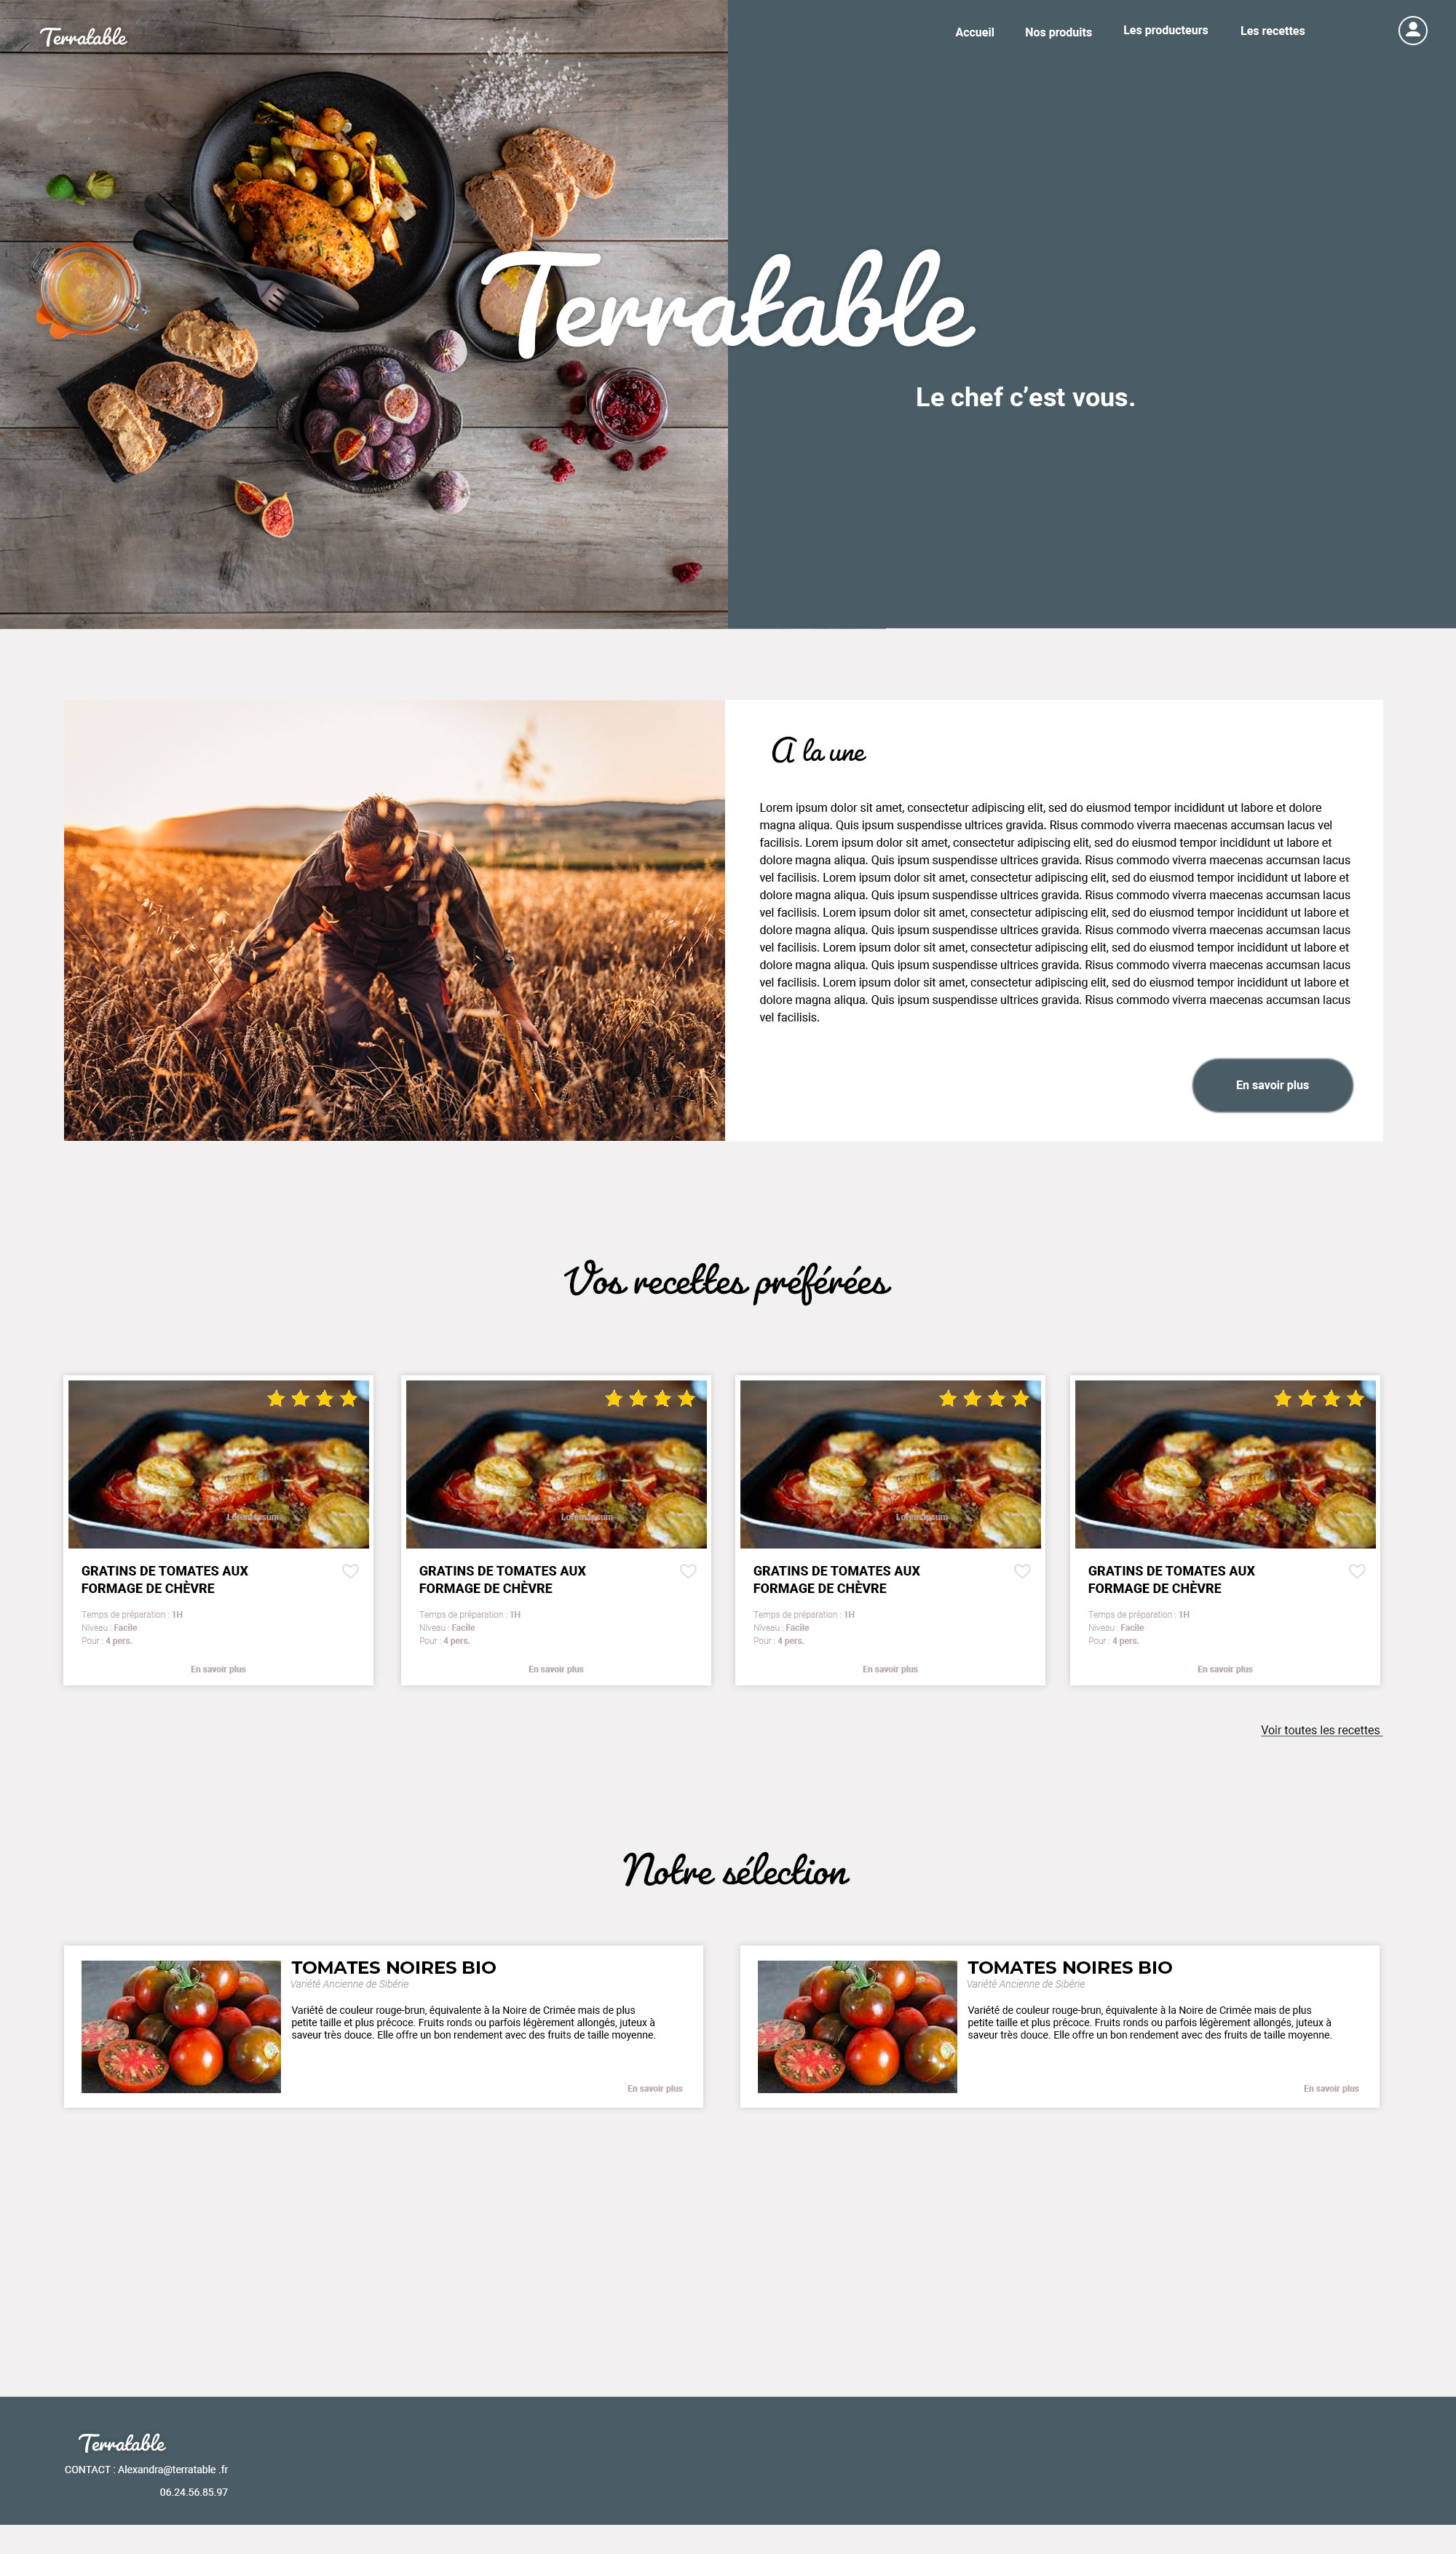 Terratable
Accueil
Nos produits
Les producteurs
Les recettes
Terratable
Le chef c’est vous.
A la une
Lorem ipsum dolor sit amet, consectetur adipiscing elit, sed do eiusmod tempor incididunt ut labore et dolore
magna aliqua. Quis ipsum suspendisse ultrices gravida. Risus commodo viverra maecenas accumsan lacus vel
facilisis. Lorem ipsum dolor sit amet, consectetur adipiscing elit, sed do eiusmod tempor incididunt ut labore et
dolore magna aliqua. Quis ipsum suspendisse ultrices gravida. Risus commodo viverra maecenas accumsan lacus
vel facilisis. Lorem ipsum dolor sit amet, consectetur adipiscing elit, sed do eiusmod tempor incididunt ut labore et
dolore magna aliqua. Quis ipsum suspendisse ultrices gravida. Risus commodo viverra maecenas accumsan lacus
vel facilisis. Lorem ipsum dolor sit amet, consectetur adipiscing elit, sed do eiusmod tempor incididunt ut labore et
dolore magna aliqua. Quis ipsum suspendisse ultrices gravida. Risus commodo viverra maecenas accumsan lacus
vel facilisis. Lorem ipsum dolor sit amet, consectetur adipiscing elit, sed do eiusmod tempor incididunt ut labore et
dolore magna aliqua. Quis ipsum suspendisse ultrices gravida. Risus commodo viverra maecenas accumsan lacus
vel facilisis. Lorem ipsum dolor sit amet, consectetur adipiscing elit, sed do eiusmod tempor incididunt ut labore et
dolore magna aliqua. Quis ipsum suspendisse ultrices gravida. Risus commodo viverra maecenas accumsan lacus
vel facilisis.
En savoir plus
Vos recettes préférées
GRATINS DE TOMATES AUX
FORMAGE DE CHÈVRE
Temps de préparation : 1H
Niveau : Facile
Pour : 4 pers.
En savoir plus
GRATINS DE TOMATES AUX
FORMAGE DE CHÈVRE
Temps de préparation : 1H
Niveau : Facile
Pour : 4 pers.
En savoir plus
GRATINS DE TOMATES AUX
FORMAGE DE CHÈVRE
Temps de préparation : 1H
Niveau : Facile
Pour : 4 pers.
En savoir plus
GRATINS DE TOMATES AUX
FORMAGE DE CHÈVRE
Temps de préparation : 1H
Niveau : Facile
Pour : 4 pers.
En savoir plus
Voir toutes les recettes
Notre sélection
TOMATES NOIRES BIO
Variété Ancienne de Sibérie
Variété de couleur rouge-brun, équivalente à la Noire de Crimée mais de plus
petite taille et plus précoce. Fruits ronds ou parfois légèrement allongés, juteux à
saveur très douce. Elle offre un bon rendement avec des fruits de taille moyenne.
En savoir plus
TOMATES NOIRES BIO
Variété Ancienne de Sibérie
Variété de couleur rouge-brun, équivalente à la Noire de Crimée mais de plus
petite taille et plus précoce. Fruits ronds ou parfois légèrement allongés, juteux à
saveur très douce. Elle offre un bon rendement avec des fruits de taille moyenne.
En savoir plus
Terratable
CONTACT : Alexandra@terratable .fr
06.24.56.85.97